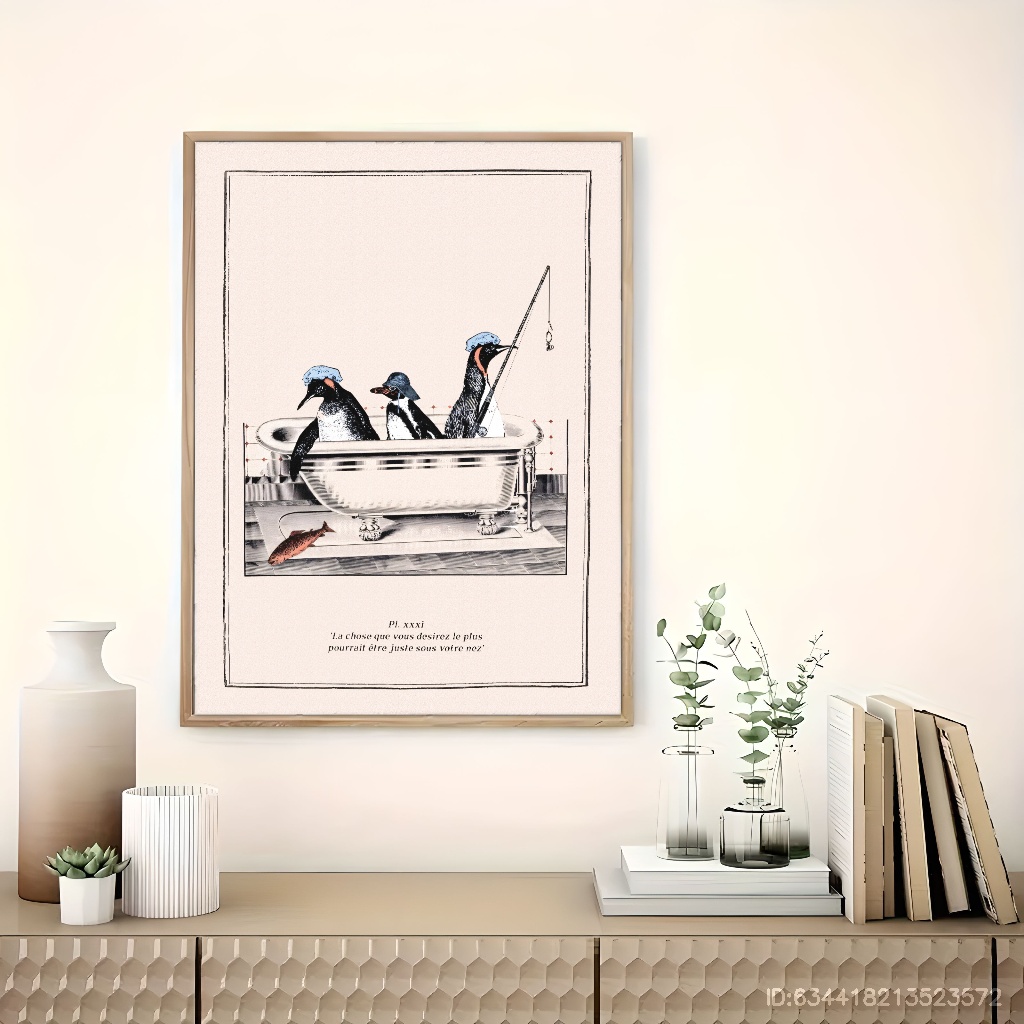 Pl. xxxi
'La chose que vous desirez le plus
pourrait être juste sous votre nez'
ID:634418213523572